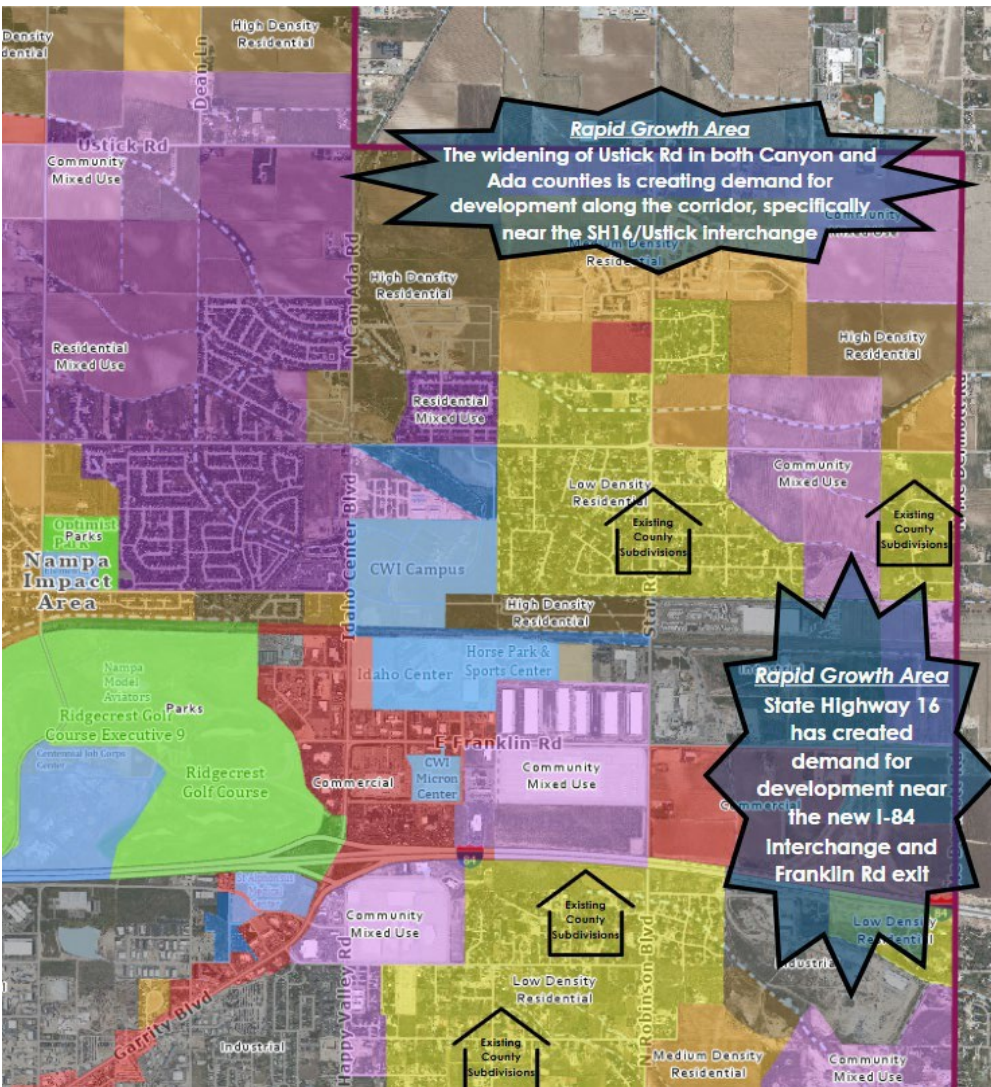 Density
High Density
Residential
Dean Ln
Ustick Rd
Community
Mixed Use
Rapid Growth Area
The widening of Ustick Rd in both Canyon and
Ada counties is creating demand for
development along the corridor, specifically
near the SH16/Ustick interchange
Community
Mixed Use
Medium Density
Residential
High Density
Residential
N Can Ada Rd
High Density
Residential
Residential
Mixed Use
Residential
Mixed Use
Community
Mixed Use
Low Density
Residential
Existing
County
Subdivisions
Existing
County
Subdivisions
Idaho Center Blvd
Optimist
Park
Parks
Nampa
Impact
Area
CWI Campus
High Density
Residential
Idaho Center
Horse Park &
Sports Center
Nampa
Model
Aviators
Parks
Ridgecrest Golf
Course Executive 9
Centennial Job Corps
Center
Ridgecrest
Golf Course
E Franklin Rd
Commercial
CWI
Micron
Center
Community
Mixed Use
Commercial
Rapid Growth Area
State Highway 16
has created
demand for
development near
the new I-84
Interchange and
Franklin Rd exit
84
Existing
County
Subdivisions
Community
Mixed Use
Low Density
Residential
Industrial
Low Density
Residential
Happy Valley Rd
N Robinson Blvd
Garrity Blvd
Industrial
Existing
County
Subdivisions
Medium Density
Residential
Community
Mixed Use